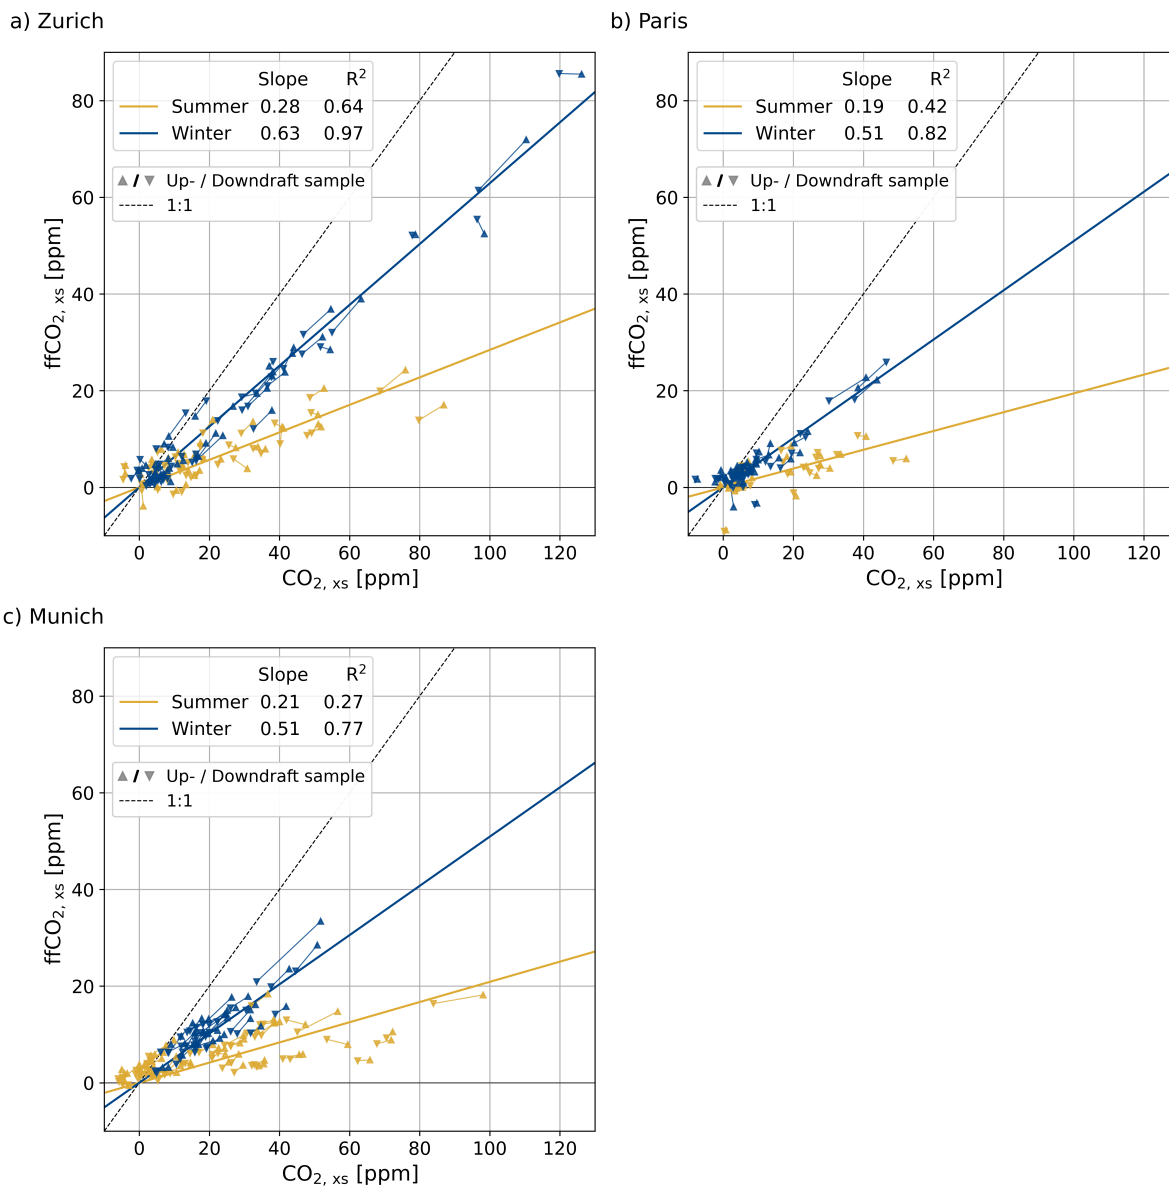 a) Zurich
Slope R²
Summer 0.28 0.64
Winter 0.63 0.97
/ Up- / Downdraft sample
1:1
80
60
40
20
0
ffCO₂, xs [ppm]
0 20 40 60 80 100 120
CO₂, xs [ppm]
b) Paris
Slope R²
Summer 0.19 0.42
Winter 0.51 0.82
/ Up- / Downdraft sample
1:1
80
60
40
20
0
ffCO₂, xs [ppm]
0 20 40 60 80 100 120
CO₂, xs [ppm]
c) Munich
Slope R²
Summer 0.21 0.27
Winter 0.51 0.77
/ Up- / Downdraft sample
1:1
80
60
40
20
0
ffCO₂, xs [ppm]
0 20 40 60 80 100 120
CO₂, xs [ppm]